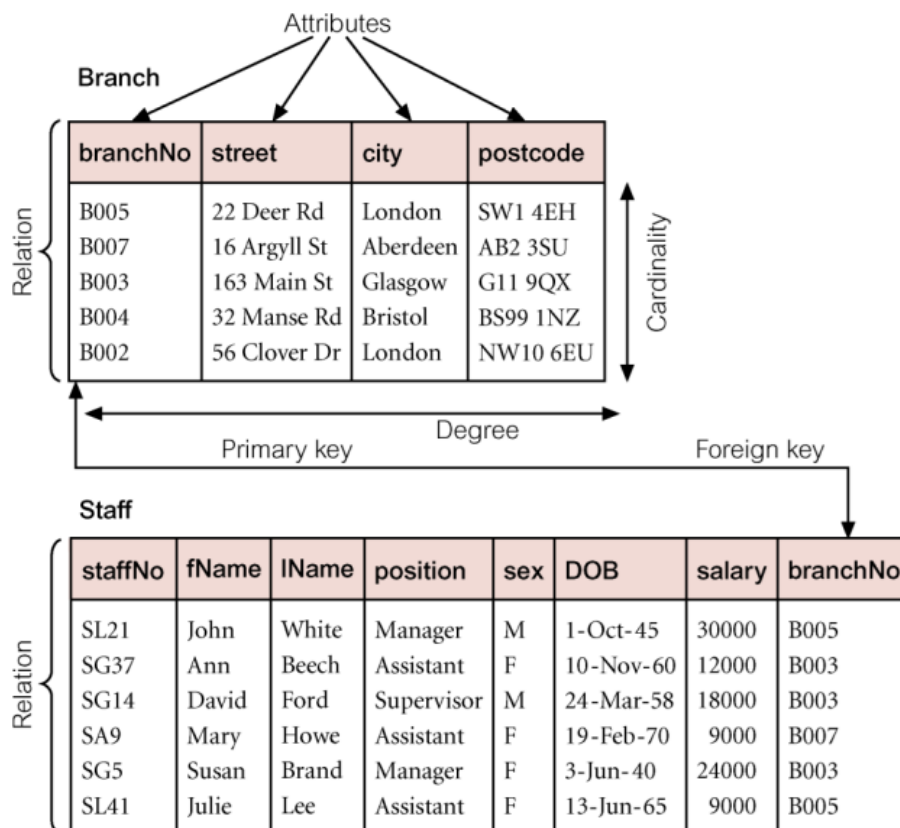 Attributes
Branch
branchNo street city postcode
B005 22 Deer Rd London SW1 4EH
B007 16 Argyll St Aberdeen AB2 3SU
B003 163 Main St Glasgow G11 9QX
B004 32 Manse Rd Bristol BS99 1NZ
B002 56 Clover Dr London NW10 6EU
Relation
Cardinality
Degree
Primary key Foreign key
Staff
staffNo fName lName position sex DOB salary branchNo
SL21 John White Manager M 1-Oct-45 30000 B005
SG37 Ann Beech Assistant F 10-Nov-60 12000 B003
SG14 David Ford Supervisor M 24-Mar-58 18000 B003
SA9 Mary Howe Assistant F 19-Feb-70 9000 B007
SG5 Susan Brand Manager F 3-Jun-40 24000 B003
SL41 Julie Lee Assistant F 13-Jun-65 9000 B005
Relation